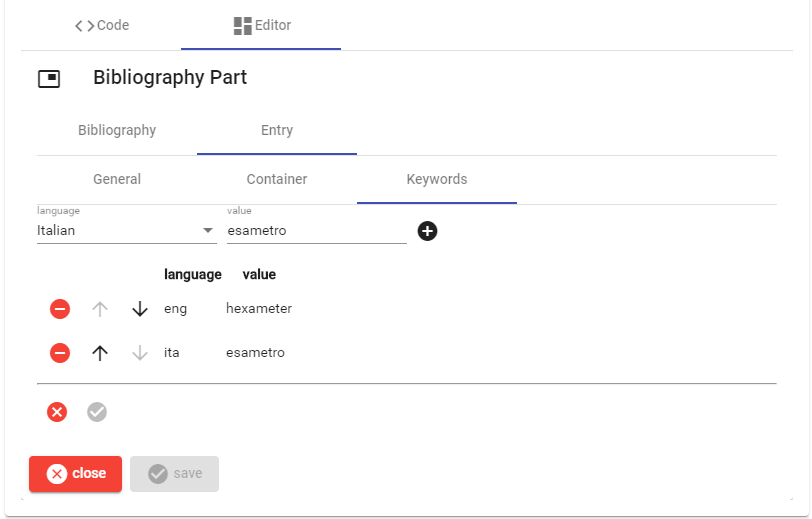 Code Editor
Bibliography Part
Bibliography Entry
General Container Keywords
language value
Italian esametro
language value
eng hexameter
ita esametro
close save